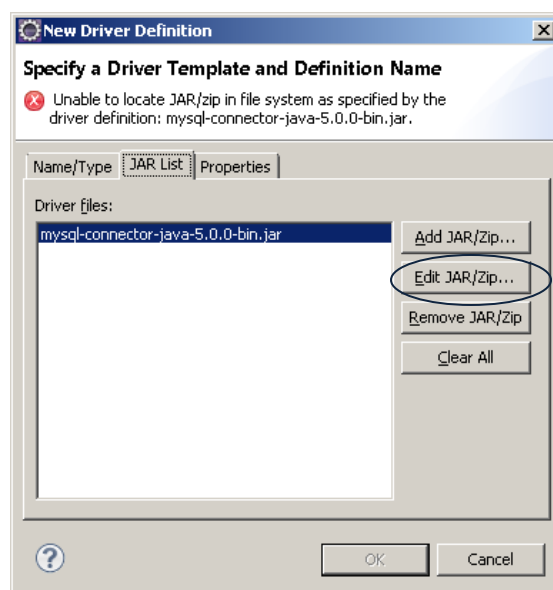 New Driver Definition
Specify a Driver Template and Definition Name
Unable to locate JAR/zip in file system as specified by the
driver definition: mysql-connector-java-5.0.0-bin.jar.
Name/Type JAR List Properties
Driver files:
mysql-connector-java-5.0.0-bin.jar
Add JAR/Zip...
Edit JAR/Zip...
Remove JAR/Zip
Clear All
OK Cancel